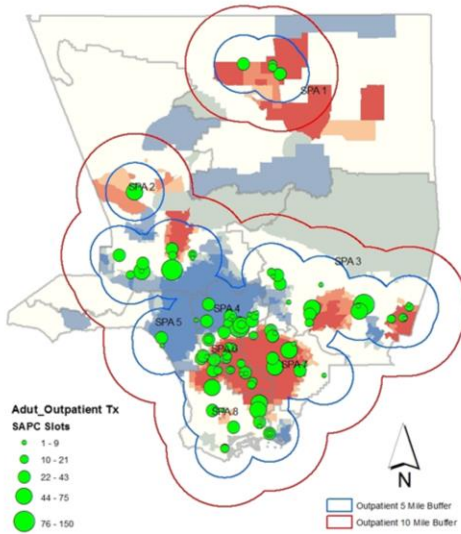 SPA 1
SPA 2
SPA 3
SPA 4
SPA 5
SPA 7
SPA 8
Adut_Outpatient Tx
SAPC Slots
1 - 9
10 - 21
22 - 43
44 - 75
76 - 150
N
Outpatient 5 Mile Buffer
Outpatient 10 Mile Buffer